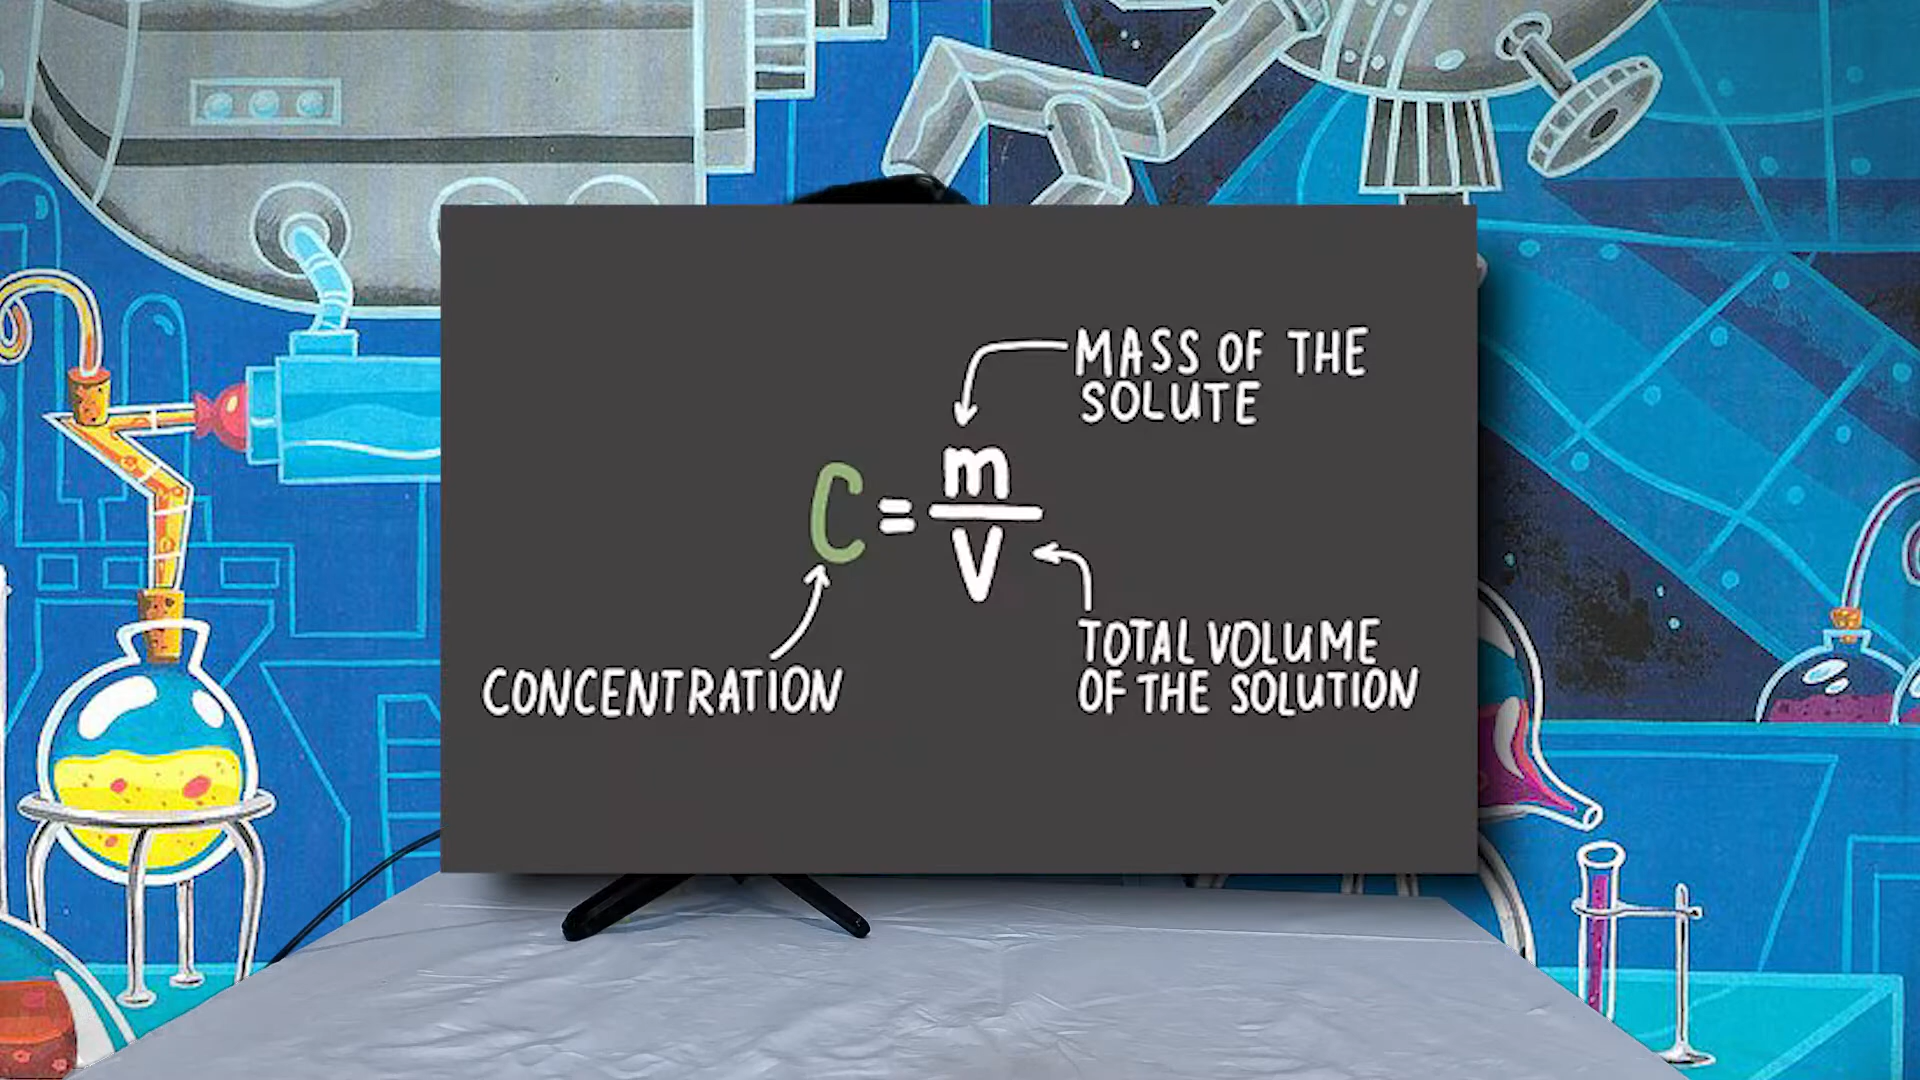 MASS OF THE
SOLUTE
C = m
V
CONCENTRATION
TOTAL VOLUME
OF THE SOLUTION